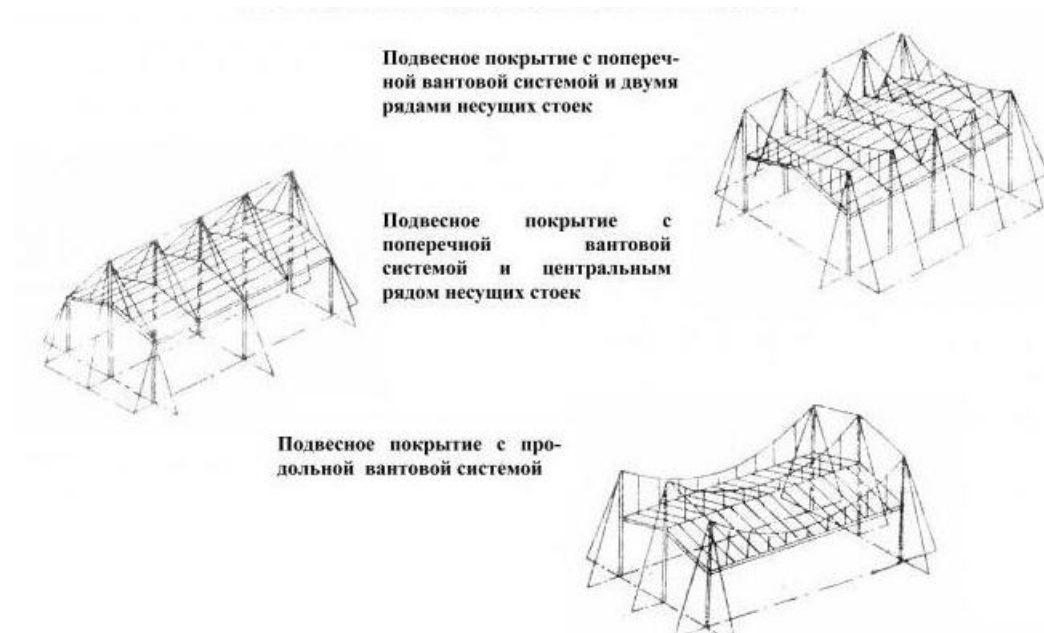 Подвесное покрытие с попереч-
ной вантовой системой и двумя
рядами несущих стоек
Подвесное покрытие с
поперечной вантовой
системой и центральным
рядом несущих стоек
Подвесное покрытие с про-
дольной вантовой системой